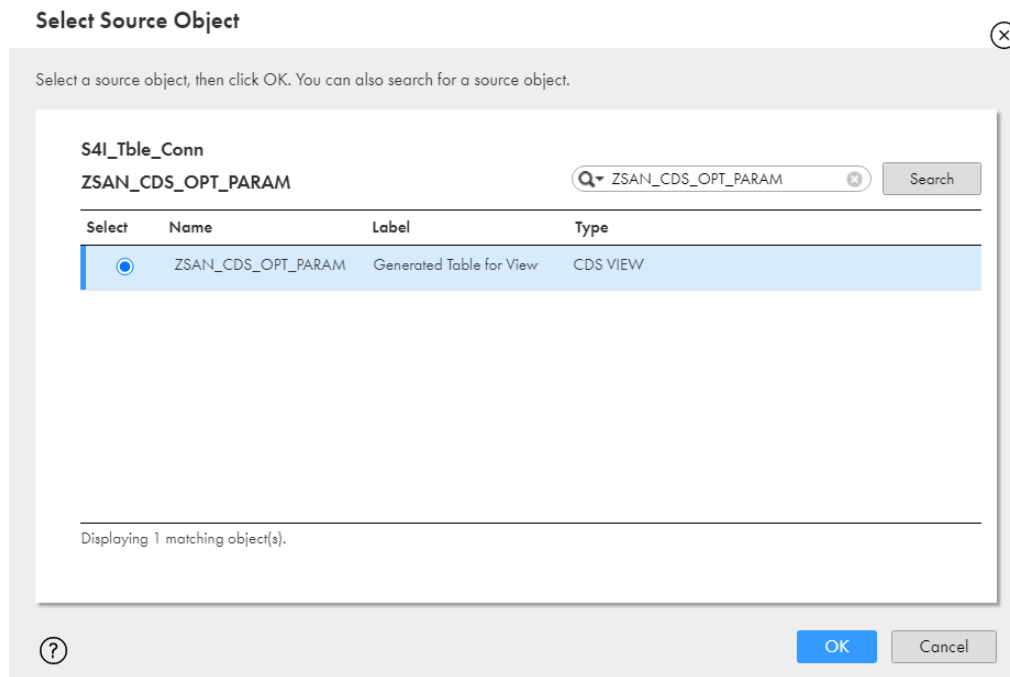 Select Source Object
Select a source object, then click OK. You can also search for a source object.
S4I_Tble_Conn
ZSAN_CDS_OPT_PARAM
ZSAN_CDS_OPT_PARAM Search
Select Name Label Type
ZSAN_CDS_OPT_PARAM Generated Table for View CDS VIEW
Displaying 1 matching object(s).
? OK Cancel